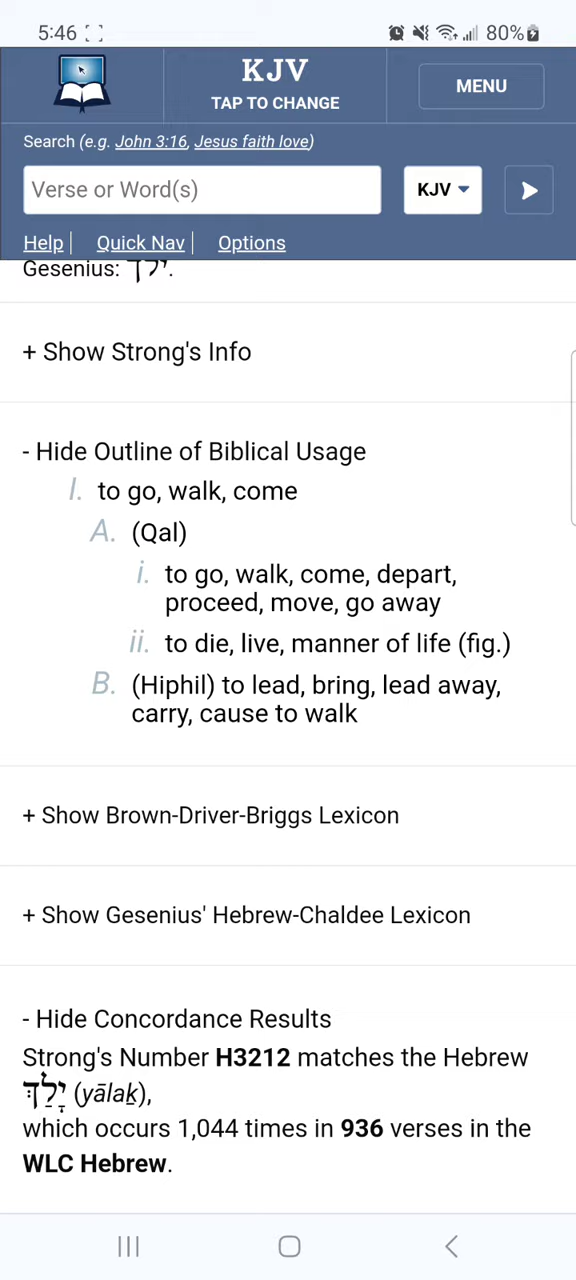 5:46 80%
KJV
TAP TO CHANGE
MENU
Search (e.g. John 3:16, Jesus faith love)
Verse or Word(s)
KJV
Help | Quick Nav | Options
Gesenius: יָלַךְ.
+ Show Strong's Info
- Hide Outline of Biblical Usage
I. to go, walk, come
A. (Qal)
i. to go, walk, come, depart,
proceed, move, go away
ii. to die, live, manner of life (fig.)
B. (Hiphil) to lead, bring, lead away,
carry, cause to walk
+ Show Brown-Driver-Briggs Lexicon
+ Show Gesenius' Hebrew-Chaldee Lexicon
- Hide Concordance Results
Strong's Number H3212 matches the Hebrew
יָלַךְ (yālaḵ),
which occurs 1,044 times in 936 verses in the
WLC Hebrew.